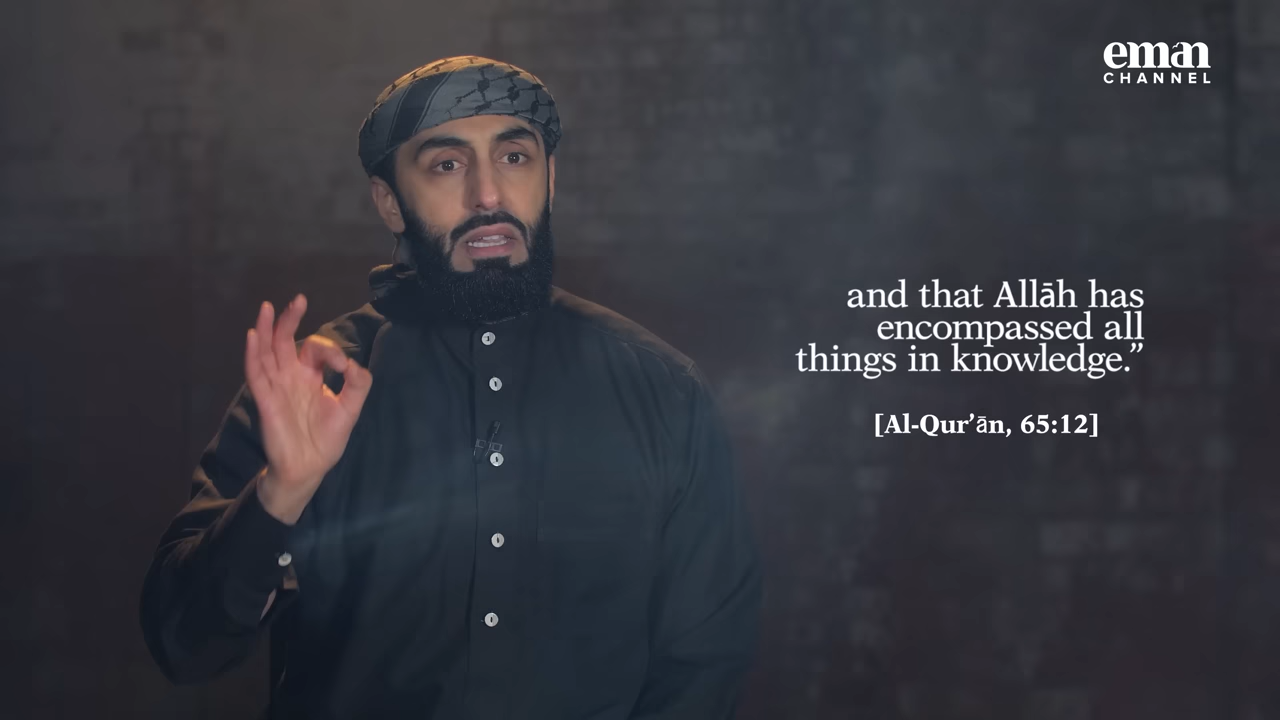 eman
CHANNEL
and that Allāh has
encompassed all
things in knowledge.”
[Al-Qur’ān, 65:12]